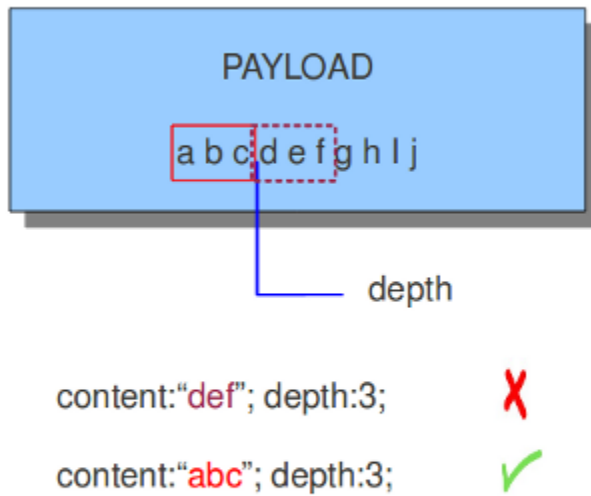 PAYLOAD
a b c d e f g h I j
depth
content:“def”; depth:3;
content:“abc”; depth:3;